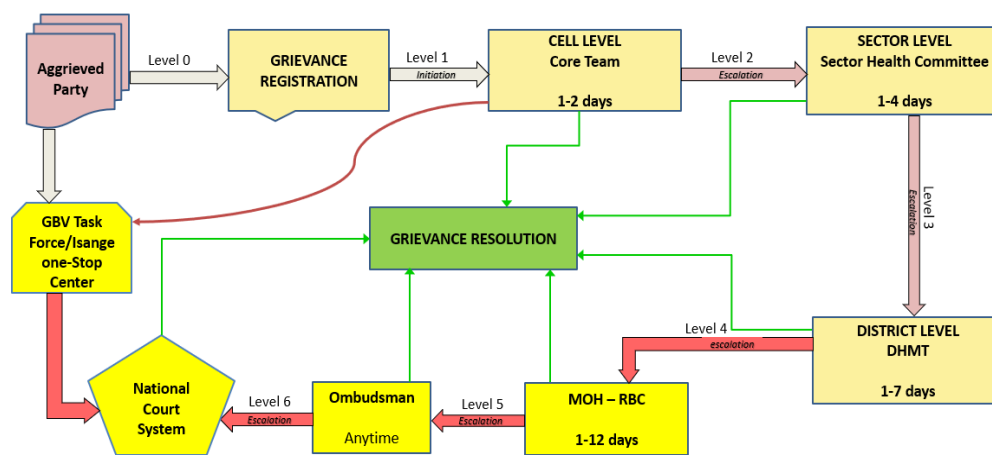 Aggrieved
Party
Level 0
GRIEVANCE
REGISTRATION
Level 1
Initiation
CELL LEVEL
Core Team
1-2 days
Level 2
Escalation
SECTOR LEVEL
Sector Health Committee
1-4 days
Level 3
Escalation
GBV Task
Force/Isange
one-Stop
Center
GRIEVANCE RESOLUTION
DISTRICT LEVEL
DHMT
1-7 days
Level 4
escalation
MOH – RBC
1-12 days
Level 5
Escalation
Ombudsman
Anytime
Level 6
Escalation
National
Court
System